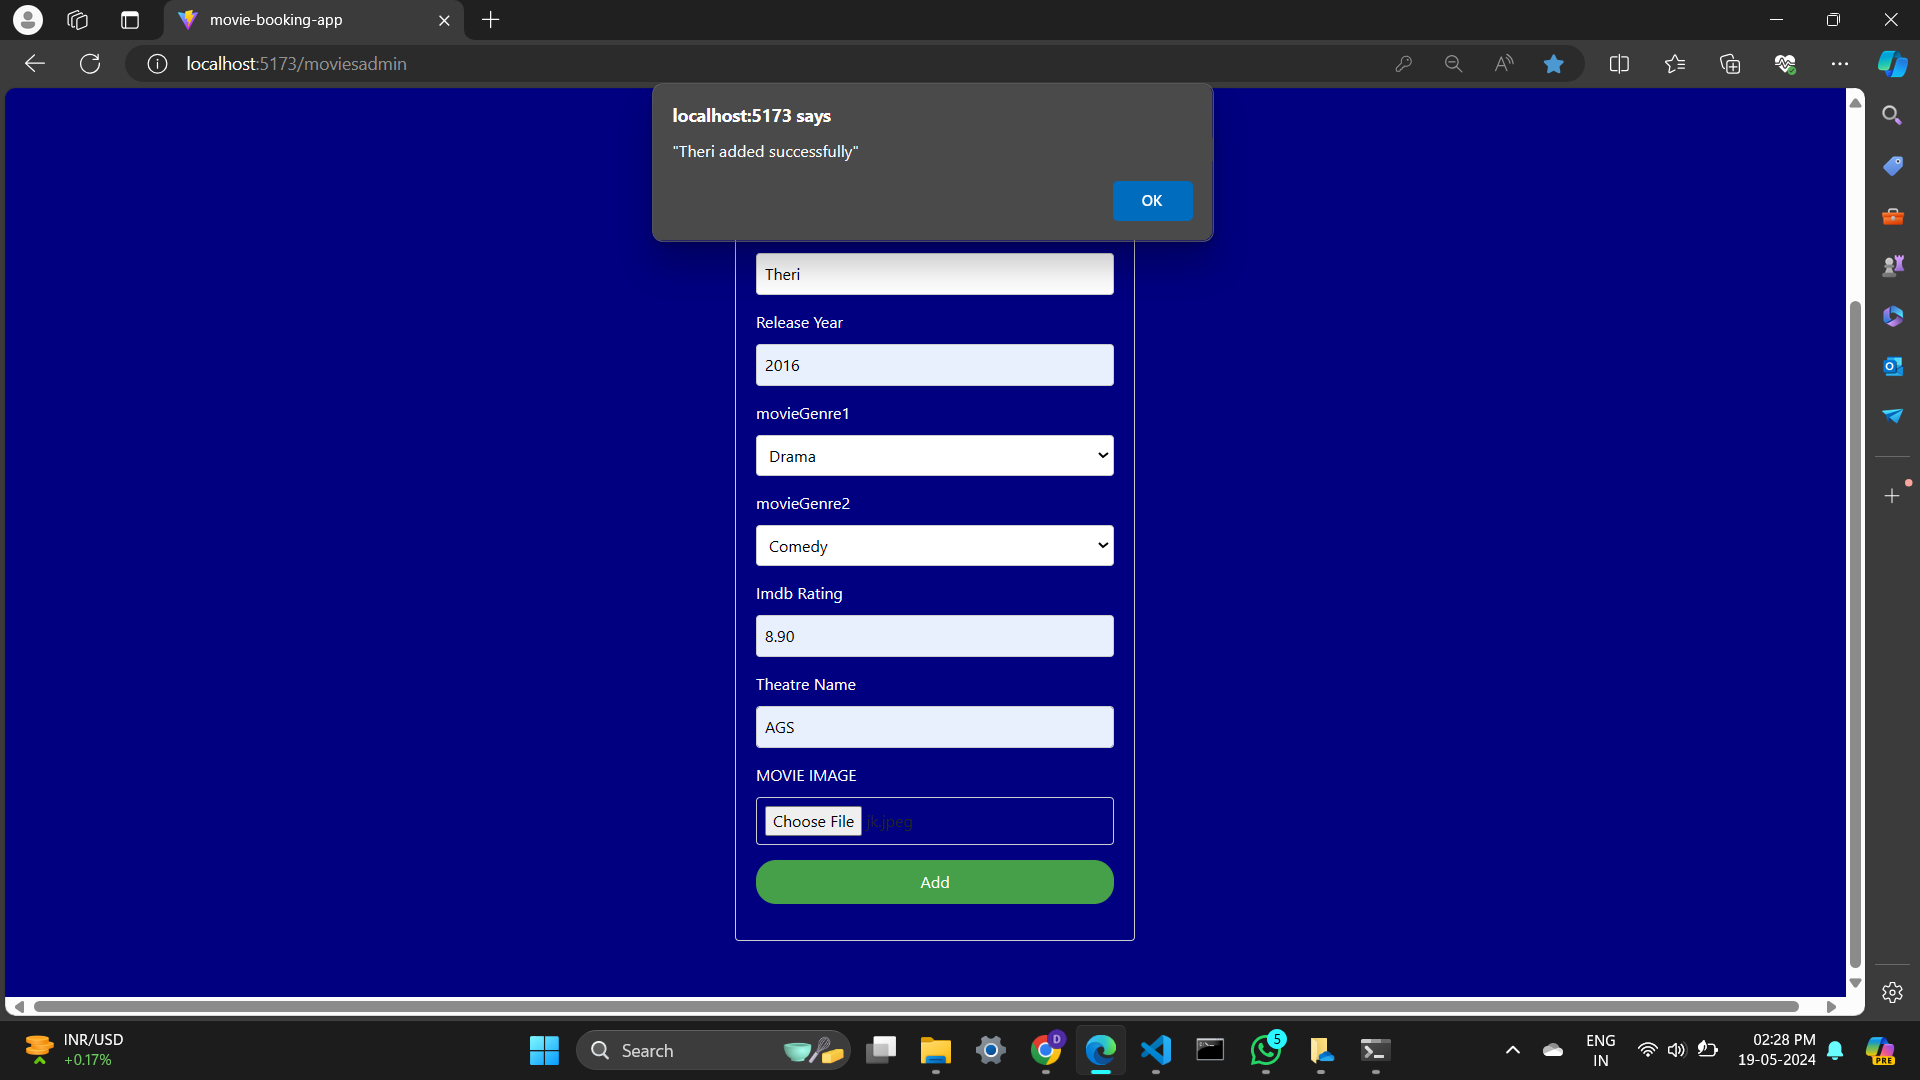 movie-booking-app
localhost:5173/moviesadmin
localhost:5173 says
"Theri added successfully"
OK
Theri
Release Year
2016
movieGenre1
Drama
movieGenre2
Comedy
Imdb Rating
8.90
Theatre Name
AGS
MOVIE IMAGE
Choose File jk.jpeg
Add
INR/USD
+0.17%
Search
D
5
ENG
IN
02:28 PM
19-05-2024
PRE